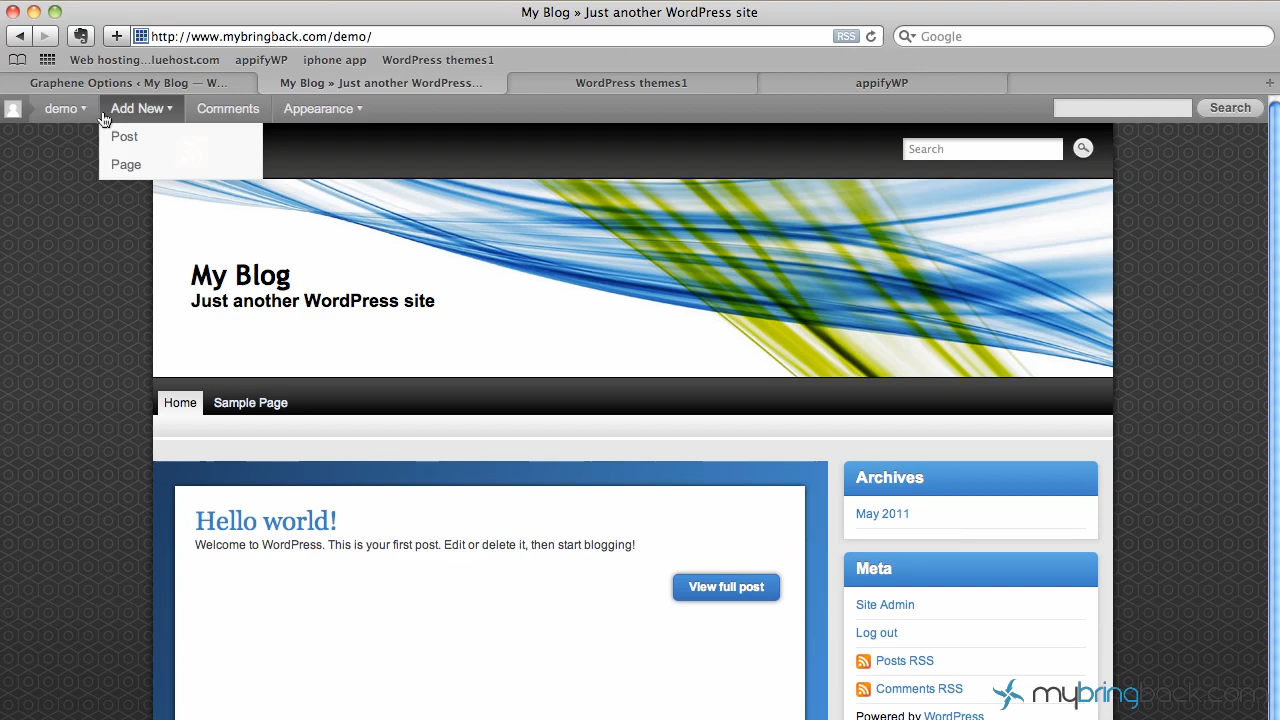 My Blog » Just another WordPress site
http://www.mybringback.com/demo/
RSS
Google
Web hosting...luehost.com appifyWP iphone app WordPress themes1
Graphene Options ‹ My Blog — W...
My Blog » Just another WordPress...
WordPress themes1
appifyWP
demo
Add New
Comments
Appearance
Search
Post
Page
Search
My Blog
Just another WordPress site
Home
Sample Page
Hello world!
Welcome to WordPress. This is your first post. Edit or delete it, then start blogging!
View full post
Archives
May 2011
Meta
Site Admin
Log out
Posts RSS
Comments RSS
Powered by WordPress
mybringback.com